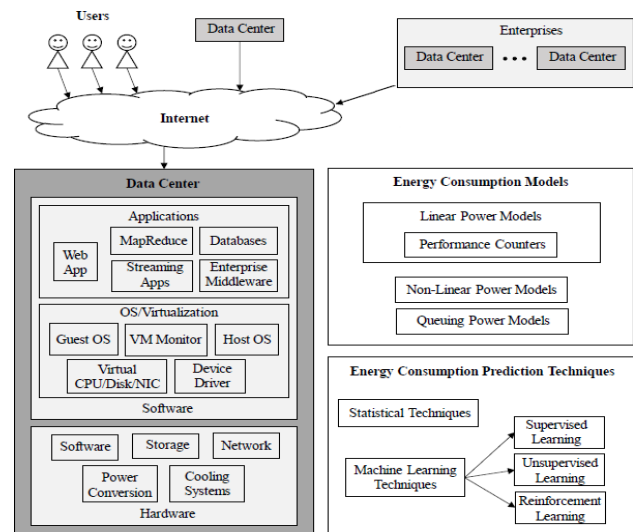 Users
Data Center
Enterprises
Data Center
•••
Data Center
Internet
Data Center
Applications
Web
App
MapReduce
Databases
Streaming
Apps
Enterprise
Middleware
OS/Virtualization
Guest OS
VM Monitor
Host OS
Virtual
CPU/Disk/NIC
Device
Driver
Software
Software
Storage
Network
Power
Conversion
Cooling
Systems
Hardware
Energy Consumption Models
Linear Power Models
Performance Counters
Non-Linear Power Models
Queuing Power Models
Energy Consumption Prediction Techniques
Statistical Techniques
Machine Learning
Techniques
Supervised
Learning
Unsupervised
Learning
Reinforcement
Learning